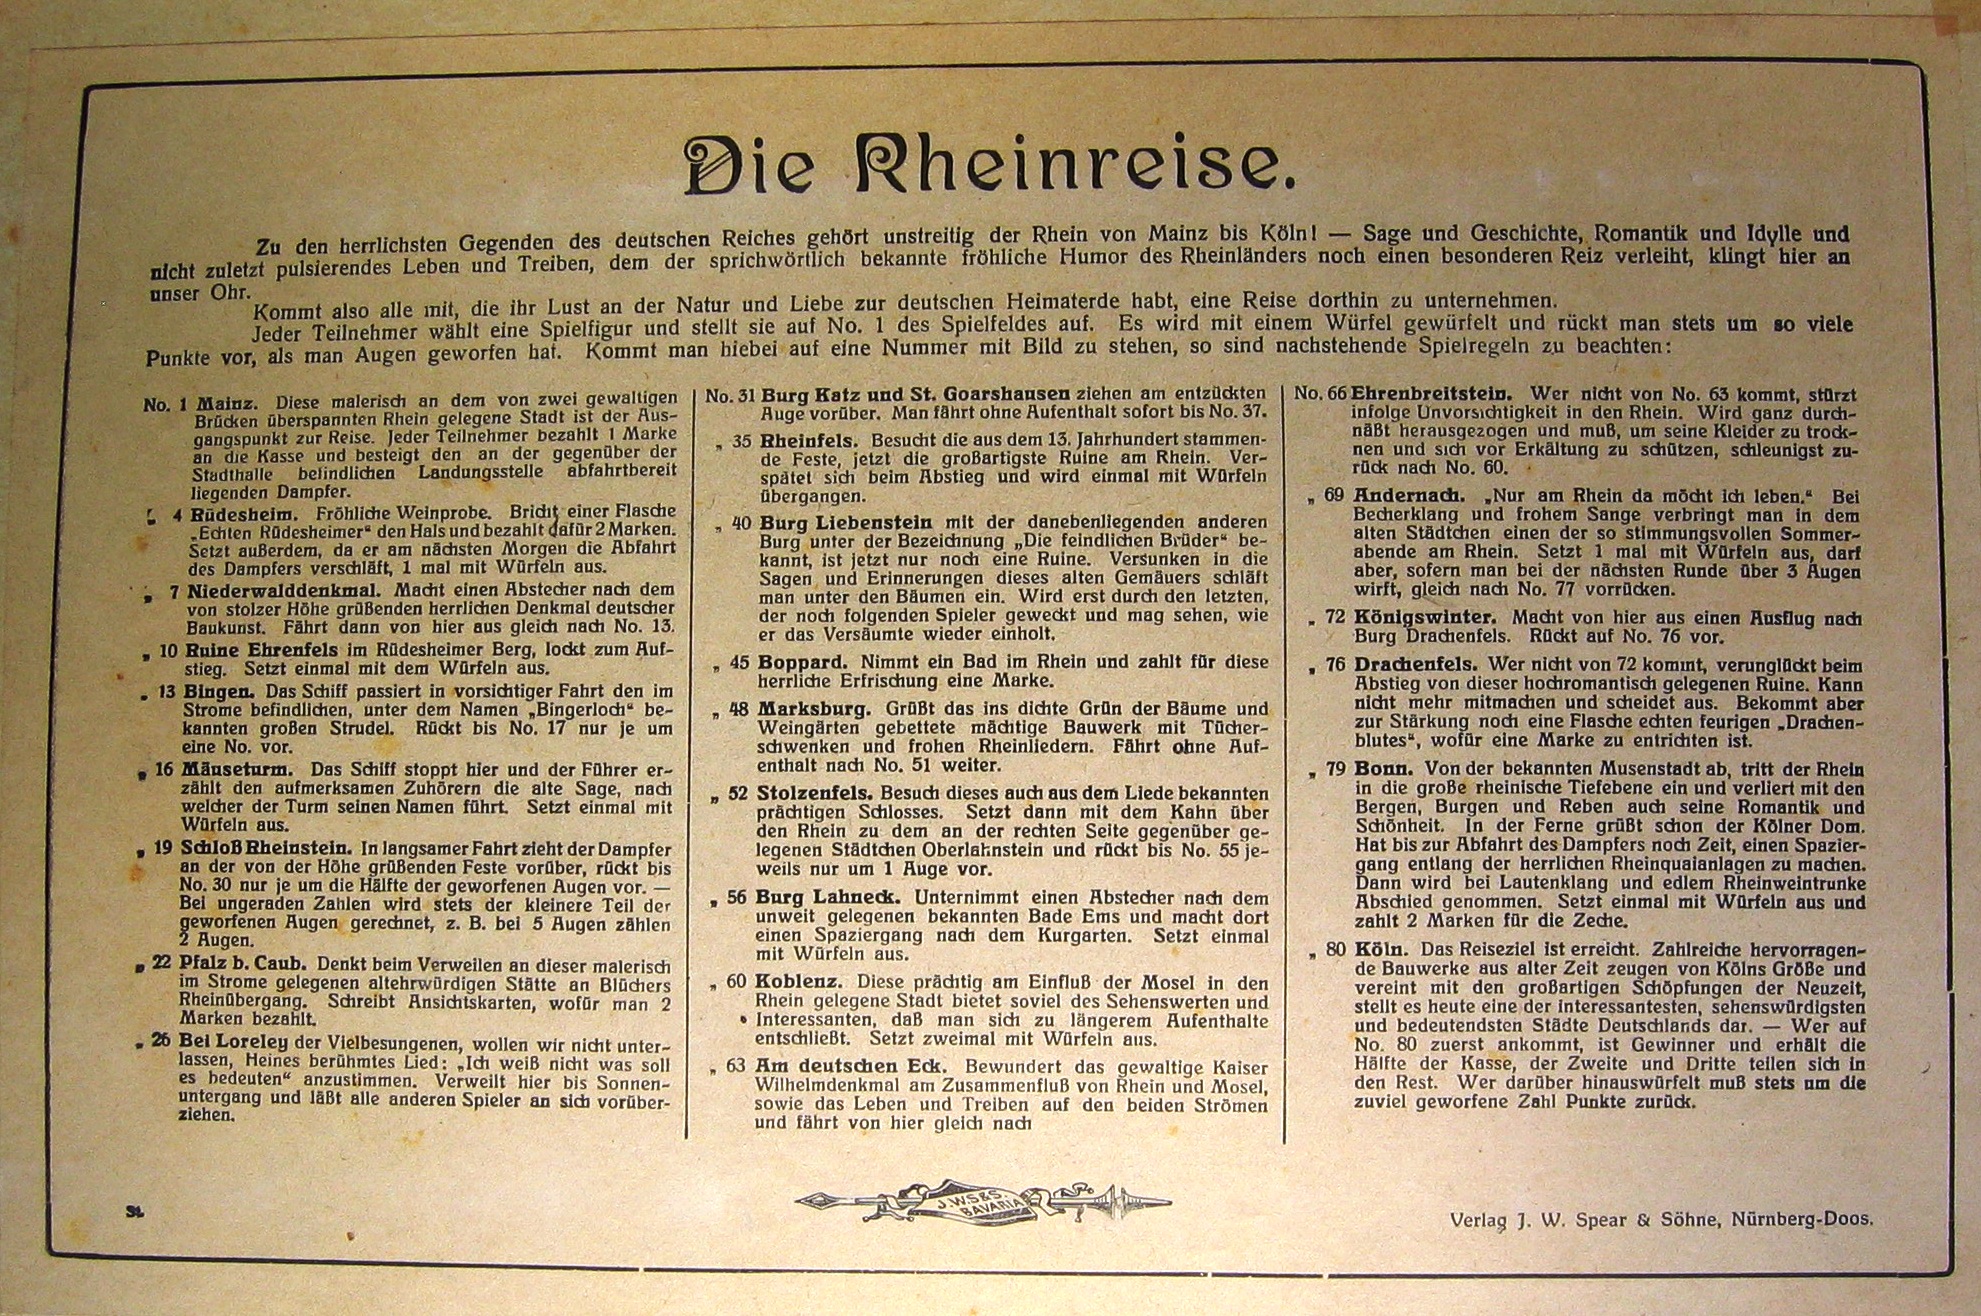 Die Rheinreise.
Zu den herrlichsten Gegenden des deutschen Reiches gehört unstreitig der Rhein von Mainz bis Köln! — Sage und Geschichte, Romantik und Idylle und
nicht zuletzt pulsierendes Leben und Treiben, dem der sprichwörtlich bekannte fröhliche Humor des Rheinländers noch einen besonderen Reiz verleiht, klingt hier an
unser Ohr.
Kommt also alle mit, die ihr Lust an der Natur und Liebe zur deutschen Heimaterde habt, eine Reise dorthin zu unternehmen.
Jeder Teilnehmer wählt eine Spielfigur und stellt sie auf No. 1 des Spielfeldes auf. Es wird mit einem Würfel gewürfelt und rückt man stets um so viele
Punkte vor, als man Augen geworfen hat. Kommt man hiebei auf eine Nummer mit Bild zu stehen, so sind nachstehende Spielregeln zu beachten:
No. 1 Mainz. Diese malerisch an dem von zwei gewaltigen
Brücken überspannten Rhein gelegene Stadt ist der Aus-
gangspunkt zur Reise. Jeder Teilnehmer bezahlt 1 Marke
an die Kasse und besteigt den an der gegenüber der
Stadthalle befindlichen Landungsstelle abfahrtbereit
liegenden Dampfer.
„ 4 Rüdesheim. Fröhliche Weinprobe. Bricht einer Flasche
„Echten Rüdesheimer“ den Hals und bezahlt dafür 2 Marken.
Setzt außerdem, da er am nächsten Morgen die Abfahrt
des Dampfers verschläft, 1 mal mit Würfeln aus.
„ 7 Niederwalddenkmal. Macht einen Abstecher nach dem
von stolzer Höhe grüßenden herrlichen Denkmal deutscher
Baukunst. Fährt dann von hier aus gleich nach No. 13.
„ 10 Ruine Ehrenfels im Rüdesheimer Berg, lockt zum Auf-
stieg. Setzt einmal mit dem Würfeln aus.
„ 13 Bingen. Das Schiff passiert in vorsichtiger Fahrt den im
Strome befindlichen, unter dem Namen „Bingerloch“ be-
kannten großen Strudel. Rückt bis No. 17 nur je um
eine No. vor.
„ 16 Mäuseturm. Das Schiff stoppt hier und der Führer er-
zählt den aufmerksamen Zuhörern die alte Sage, nach
welcher der Turm seinen Namen führt. Setzt einmal mit
Würfeln aus.
„ 19 Schloß Rheinstein. In langsamer Fahrt zieht der Dampfer
an der von der Höhe grüßenden Feste vorüber, rückt bis
No. 30 nur je um die Hälfte der geworfenen Augen vor. —
Bei ungeraden Zahlen wird stets der kleinere Teil der
geworfenen Augen gerechnet, z. B. bei 5 Augen zählen
2 Augen.
„ 22 Pfalz b. Caub. Denkt beim Verweilen an dieser malerisch
im Strome gelegenen altehrwürdigen Stätte an Blüchers
Rheinübergang. Schreibt Ansichtskarten, wofür man 2
Marken bezahlt.
„ 26 Bei Loreley der Vielbesungenen, wollen wir nicht unter-
lassen, Heines berühmtes Lied: „Ich weiß nicht was soll
es bedeuten“ anzustimmen. Verweilt hier bis Sonnen-
untergang und läßt alle anderen Spieler an sich vorüber-
ziehen.
No. 31 Burg Katz und St. Goarshausen ziehen am entzückten
Auge vorüber. Man fährt ohne Aufenthalt sofort bis No. 37.
„ 35 Rheinfels. Besucht die aus dem 13. Jahrhundert stammen-
de Feste, jetzt die großartigste Ruine am Rhein. Ver-
spätet sich beim Abstieg und wird einmal mit Würfeln
übergangen.
„ 40 Burg Liebenstein mit der danebenliegenden anderen
Burg unter der Bezeichnung „Die feindlichen Brüder“ be-
kannt, ist jetzt nur noch eine Ruine. Versunken in die
Sagen und Erinnerungen dieses alten Gemäuers schläft
man unter den Bäumen ein. Wird erst durch den letzten,
der noch folgenden Spieler geweckt und mag sehen, wie
er das Versäumte wieder einholt.
„ 45 Boppard. Nimmt ein Bad im Rhein und zahlt für diese
herrliche Erfrischung eine Marke.
„ 48 Marksburg. Grüßt das ins dichte Grün der Bäume und
Weingärten gebettete mächtige Bauwerk mit Tücher-
schwenken und frohen Rheinliedern. Fährt ohne Auf-
enthalt nach No. 51 weiter.
„ 52 Stolzenfels. Besuch dieses auch aus dem Liede bekannten
prächtigen Schlosses. Setzt dann mit dem Kahn über
den Rhein zu dem an der rechten Seite gegenüber ge-
legenen Städtchen Oberlahnstein und rückt bis No. 55 je-
weils nur um 1 Auge vor.
„ 56 Burg Lahneck. Unternimmt einen Abstecher nach dem
unweit gelegenen bekannten Bade Ems und macht dort
einen Spaziergang nach dem Kurgarten. Setzt einmal
mit Würfeln aus.
„ 60 Koblenz. Diese prächtig am Einfluß der Mosel in den
Rhein gelegene Stadt bietet soviel des Sehenswerten und
Interessanten, daß man sich zu längerem Aufenthalte
entschließt. Setzt zweimal mit Würfeln aus.
„ 63 Am deutschen Eck. Bewundert das gewaltige Kaiser
Wilhelmdenkmal am Zusammenfluß von Rhein und Mosel,
sowie das Leben und Treiben auf den beiden Strömen
und fährt von hier gleich nach
No. 66 Ehrenbreitstein. Wer nicht von No. 63 kommt, stürzt
infolge Unvorsichtigkeit in den Rhein. Wird ganz durch-
näßt herausgezogen und muß, um seine Kleider zu trock-
nen und sich vor Erkältung zu schützen, schleunigst zu-
rück nach No. 60.
„ 69 Andernach. „Nur am Rhein da möcht ich leben.“ Bei
Becherklang und frohem Sange verbringt man in dem
alten Städtchen einen der so stimmungsvollen Sommer-
abende am Rhein. Setzt 1 mal mit Würfeln aus, darf
aber, sofern man bei der nächsten Runde über 3 Augen
wirft, gleich nach No. 77 vorrücken.
„ 72 Königswinter. Macht von hier aus einen Ausflug nach
Burg Drachenfels. Rückt auf No. 76 vor.
„ 76 Drachenfels. Wer nicht von 72 kommt, verunglückt beim
Abstieg von dieser hochromantisch gelegenen Ruine. Kann
nicht mehr mitmachen und scheidet aus. Bekommt aber
zur Stärkung noch eine Flasche echten feurigen „Drachen-
blutes“, wofür eine Marke zu entrichten ist.
„ 79 Bonn. Von der bekannten Musenstadt ab, tritt der Rhein
in die große rheinische Tiefebene ein und verliert mit den
Bergen, Burgen und Reben auch seine Romantik und
Schönheit. In der Ferne grüßt schon der Kölner Dom.
Hat bis zur Abfahrt des Dampfers noch Zeit, einen Spazier-
gang entlang der herrlichen Rheinquaianlagen zu machen.
Dann wird bei Lautenklang und edlem Rheinweintrunke
Abschied genommen. Setzt einmal mit Würfeln aus und
zahlt 2 Marken für die Zeche.
„ 80 Köln. Das Reiseziel ist erreicht. Zahlreiche hervorragen-
de Bauwerke aus alter Zeit zeugen von Kölns Größe und
vereint mit den großartigen Schöpfungen der Neuzeit,
stellt es heute eine der interessantesten, sehenswürdigsten
und bedeutendsten Städte Deutschlands dar. — Wer auf
No. 80 zuerst ankommt, ist Gewinner und erhält die
Hälfte der Kasse, der Zweite und Dritte teilen sich in
den Rest. Wer darüber hinauswürfelt muß stets um die
zuviel geworfene Zahl Punkte zurück.
St.
J.W.S&S.
BAVARIA
Verlag J. W. Spear & Söhne, Nürnberg-Doos.